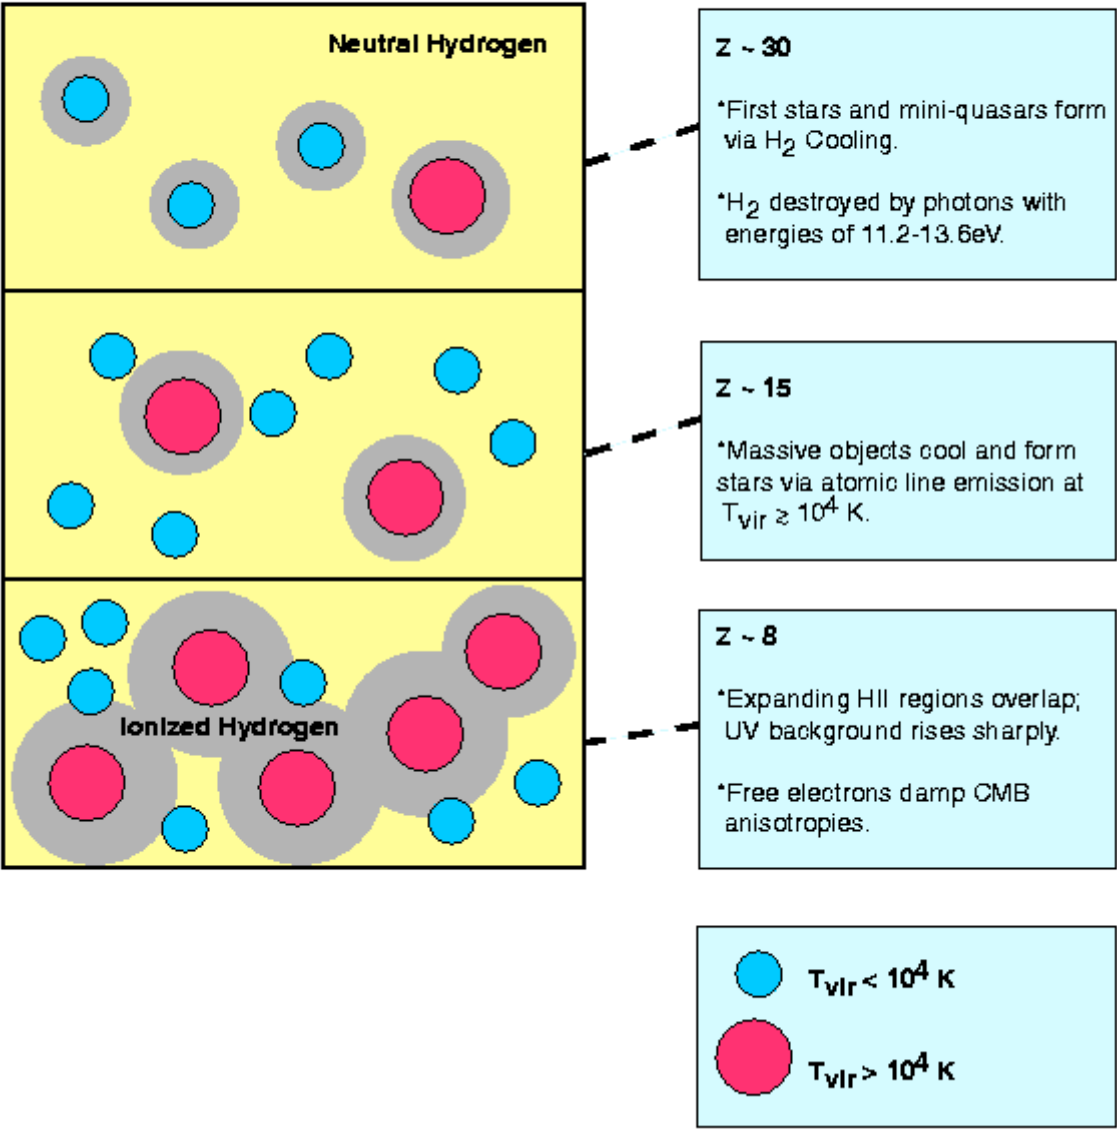 Neutral Hydrogen
Z ~ 30
*First stars and mini-quasars form
via H₂ Cooling.
*H₂ destroyed by photons with
energies of 11.2-13.6eV.
Z ~ 15
*Massive objects cool and form
stars via atomic line emission at
Tvir ≥ 10⁴ K.
Z ~ 8
*Expanding HII regions overlap;
UV background rises sharply.
*Free electrons damp CMB
anisotropies.
Ionized Hydrogen
Tvir < 10⁴ K
Tvir > 10⁴ K